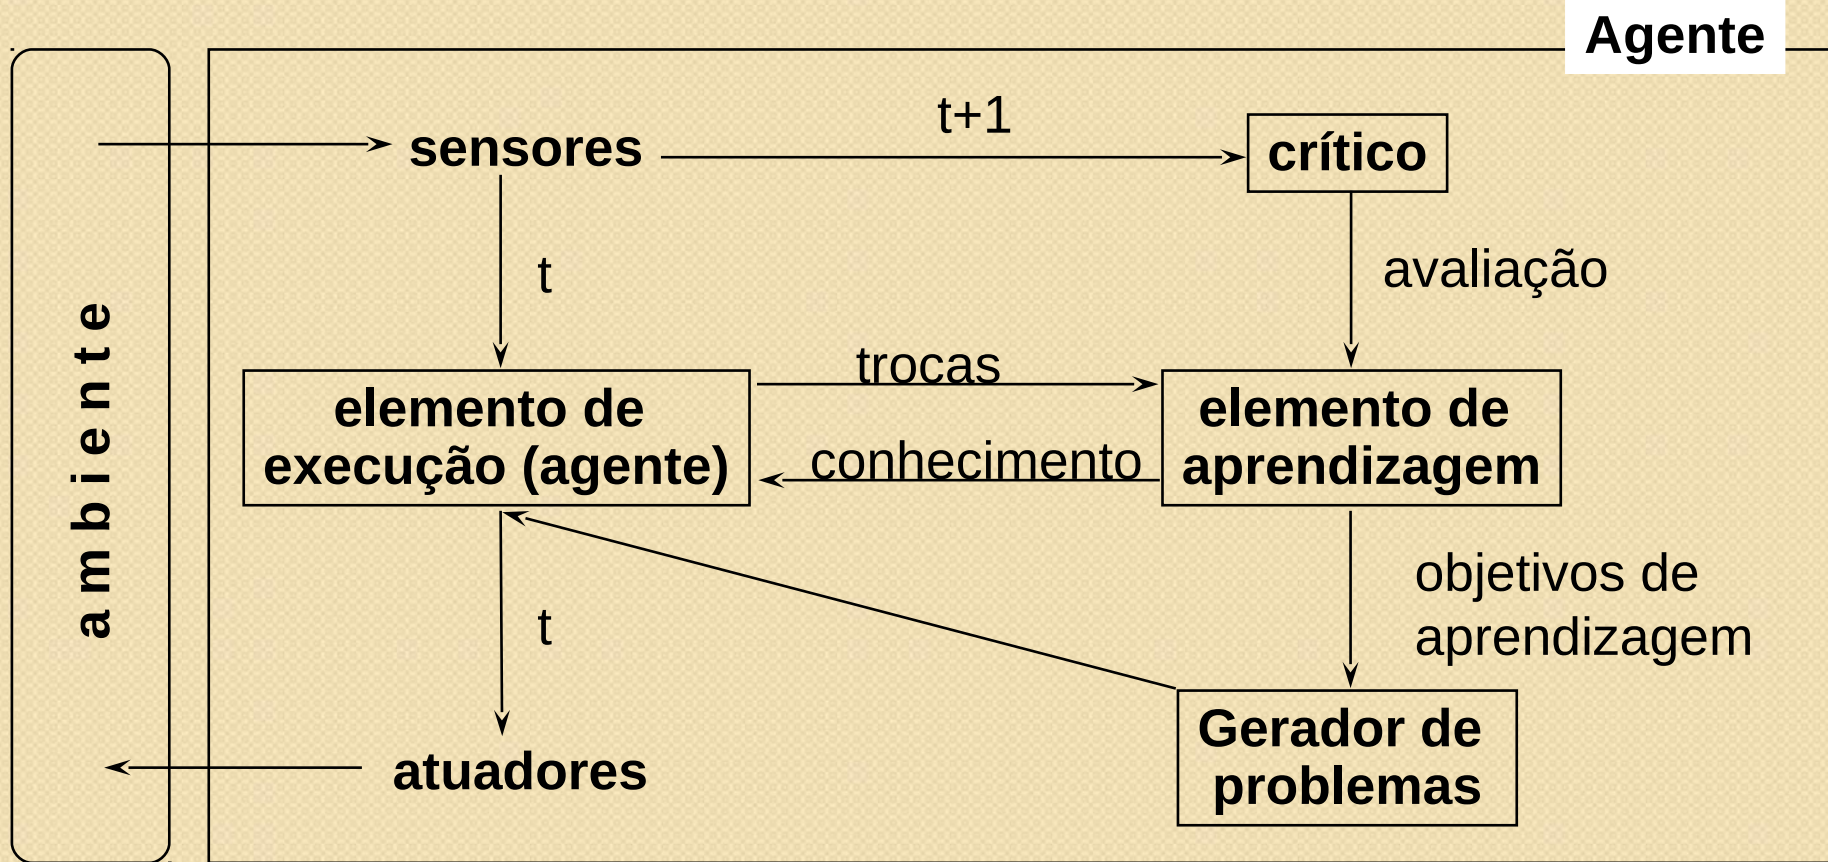 Agente
t+1
sensores
crítico
t
avaliação
ambiente
trocas
elemento de
execução (agente)
conhecimento
elemento de
aprendizagem
t
objetivos de
aprendizagem
atuadores
Gerador de
problemas